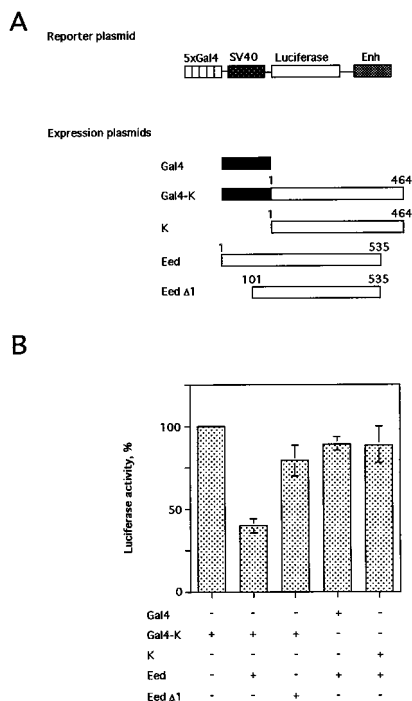 A
Reporter plasmid
5xGal4 SV40 Luciferase Enh
Expression plasmids
Gal4
1 464
Gal4-K
1 464
K
1 535
Eed
101 535
Eed Δ1
B
Luciferase activity, %
100
50
0
Gal4 - - - + -
Gal4-K + + + - -
K - - - - +
Eed - + - + +
Eed Δ1 - - + - -